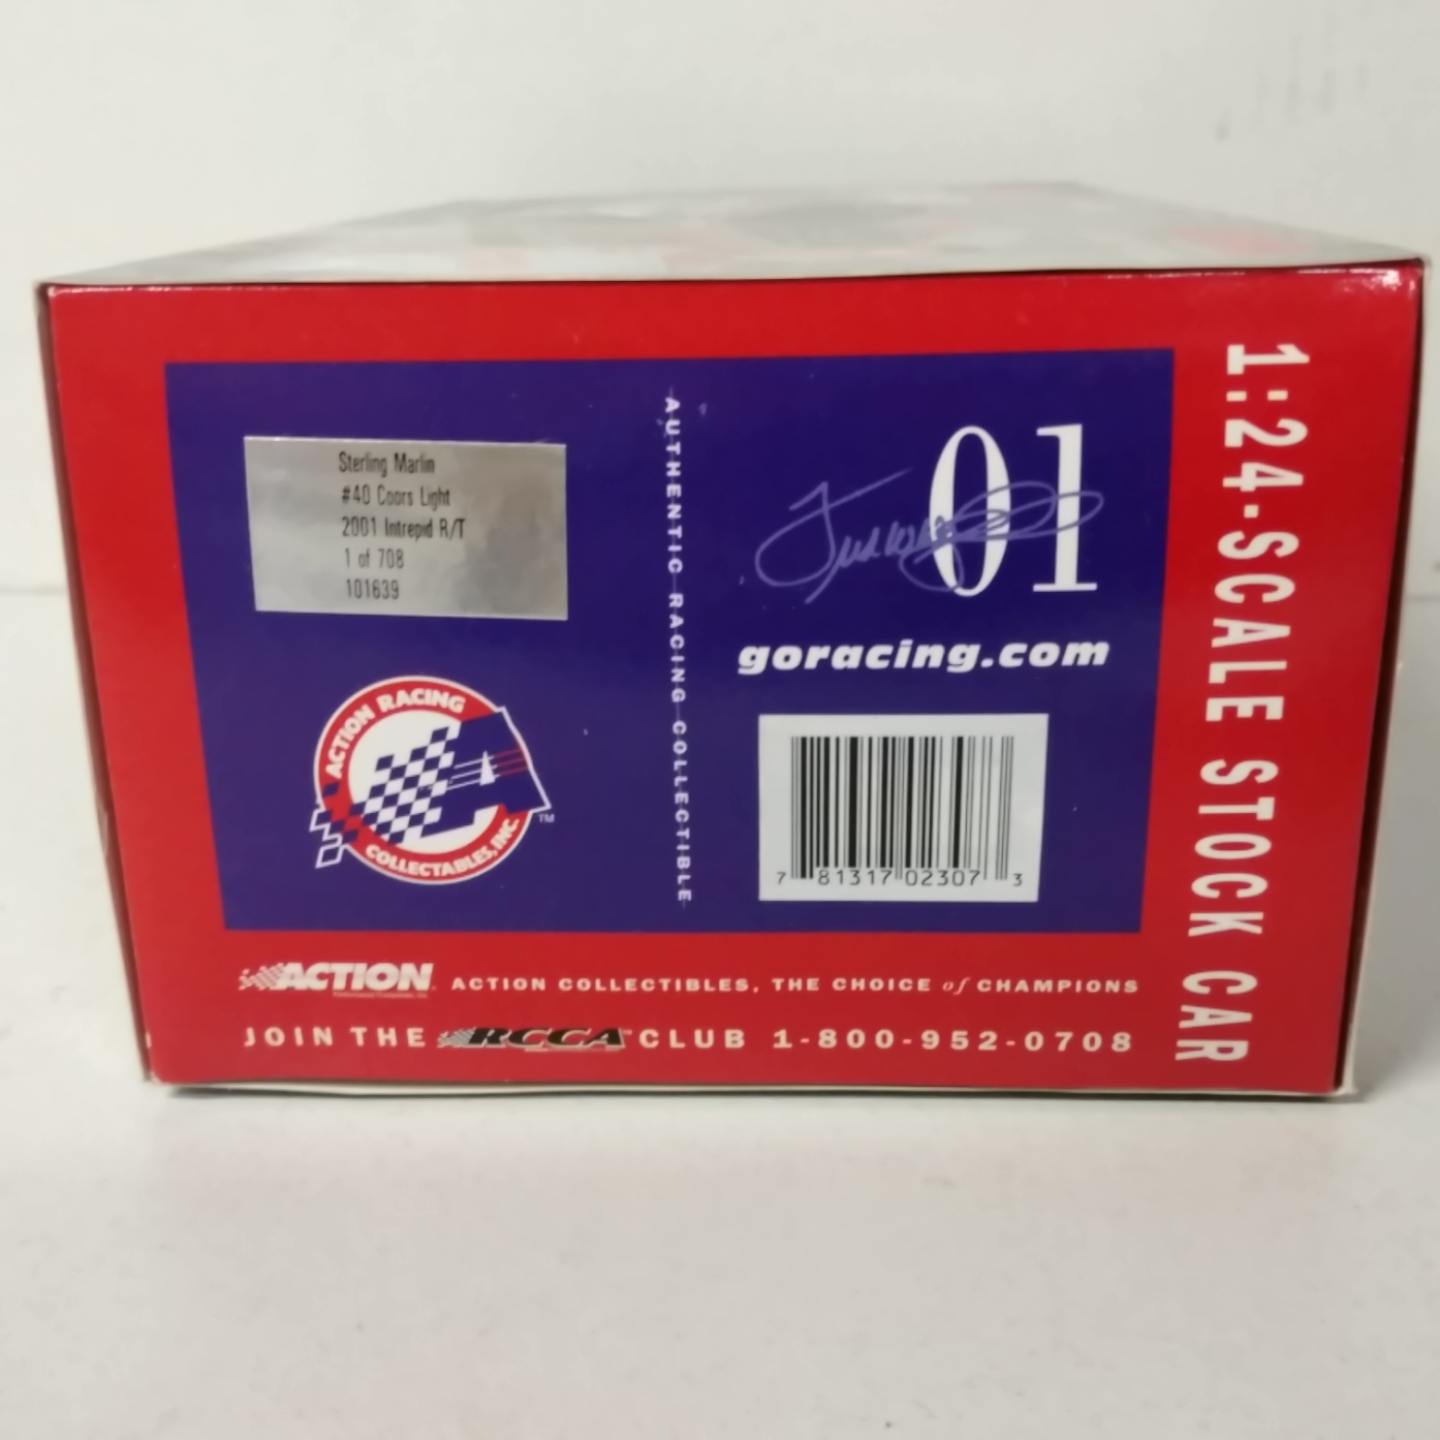 Sterling Marlin
#40 Coors Light
2001 Intrepid R/T
1 of 708
101639
ACTION RACING
COLLECTABLES, INC.
TM
AUTHENTIC RACING COLLECTIBLE
01
goracing.com
7 81317 02307 3
1:24-SCALE STOCK CAR
ACTION ACTION COLLECTIBLES, THE CHOICE of CHAMPIONS
JOIN THE RCCA CLUB 1-800-952-0708